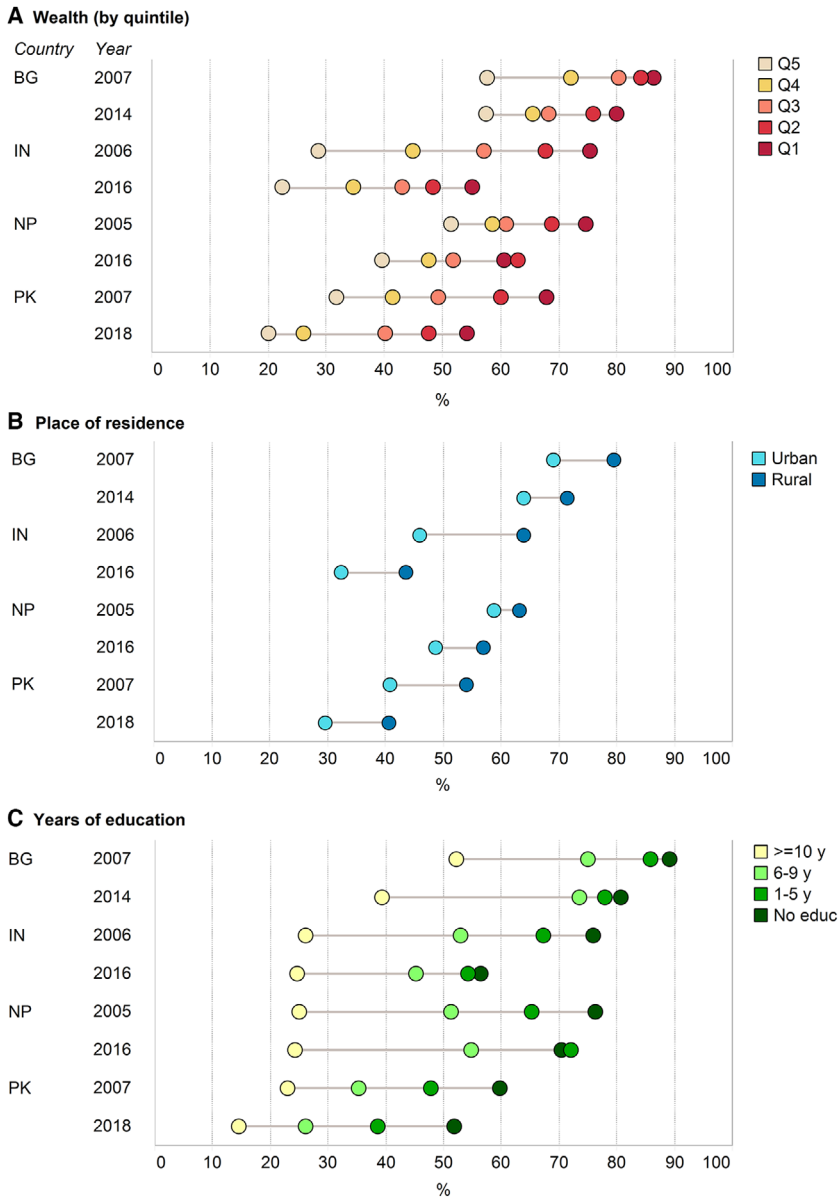 A Wealth (by quintile)
Country Year
BG 2007
2014
IN 2006
2016
NP 2005
2016
PK 2007
2018
0 10 20 30 40 50 60 70 80 90 100
%
Q5
Q4
Q3
Q2
Q1
B Place of residence
BG 2007
2014
IN 2006
2016
NP 2005
2016
PK 2007
2018
0 10 20 30 40 50 60 70 80 90 100
%
Urban
Rural
C Years of education
BG 2007
2014
IN 2006
2016
NP 2005
2016
PK 2007
2018
0 10 20 30 40 50 60 70 80 90 100
%
>=10 y
6-9 y
1-5 y
No educ